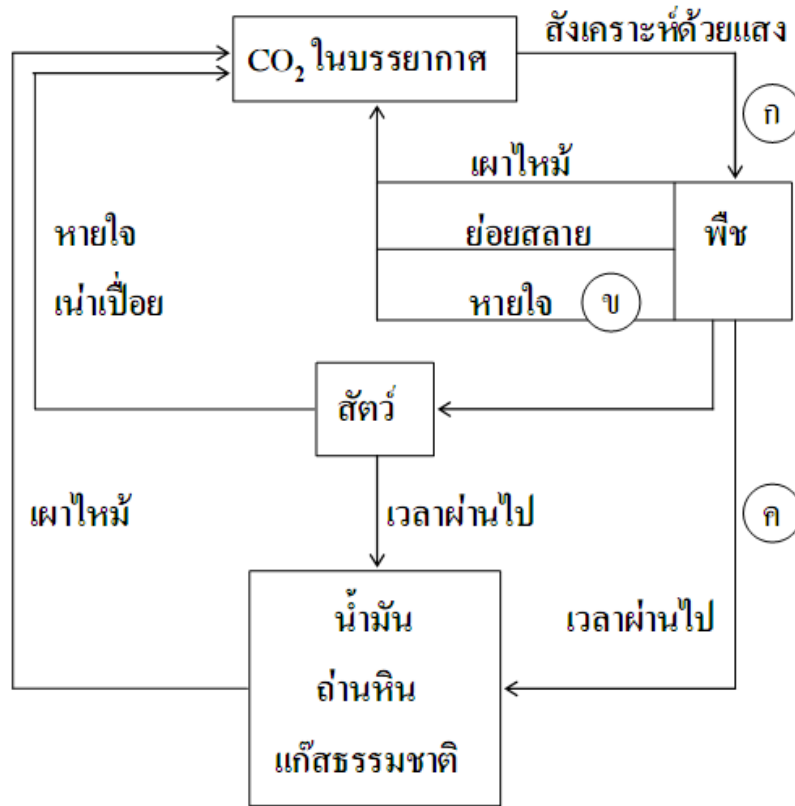 สังเคราะห์ด้วยแสง
CO₂ ในบรรยากาศ
ก
เผาไหม้
หายใจ
ย่อยสลาย
พืช
เน่าเปื่อย
หายใจ
ข
สัตว์
เผาไหม้
เวลาผ่านไป
ค
น้ำมัน
เวลาผ่านไป
ถ่านหิน
แก๊สธรรมชาติ